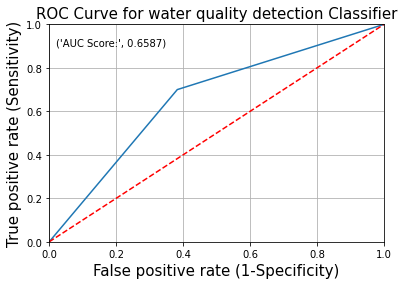 ROC Curve for water quality detection Classifier
('AUC Score:', 0.6587)
True positive rate (Sensitivity)
1.0
0.8
0.6
0.4
0.2
0.0
0.0 0.2 0.4 0.6 0.8 1.0
False positive rate (1-Specificity)